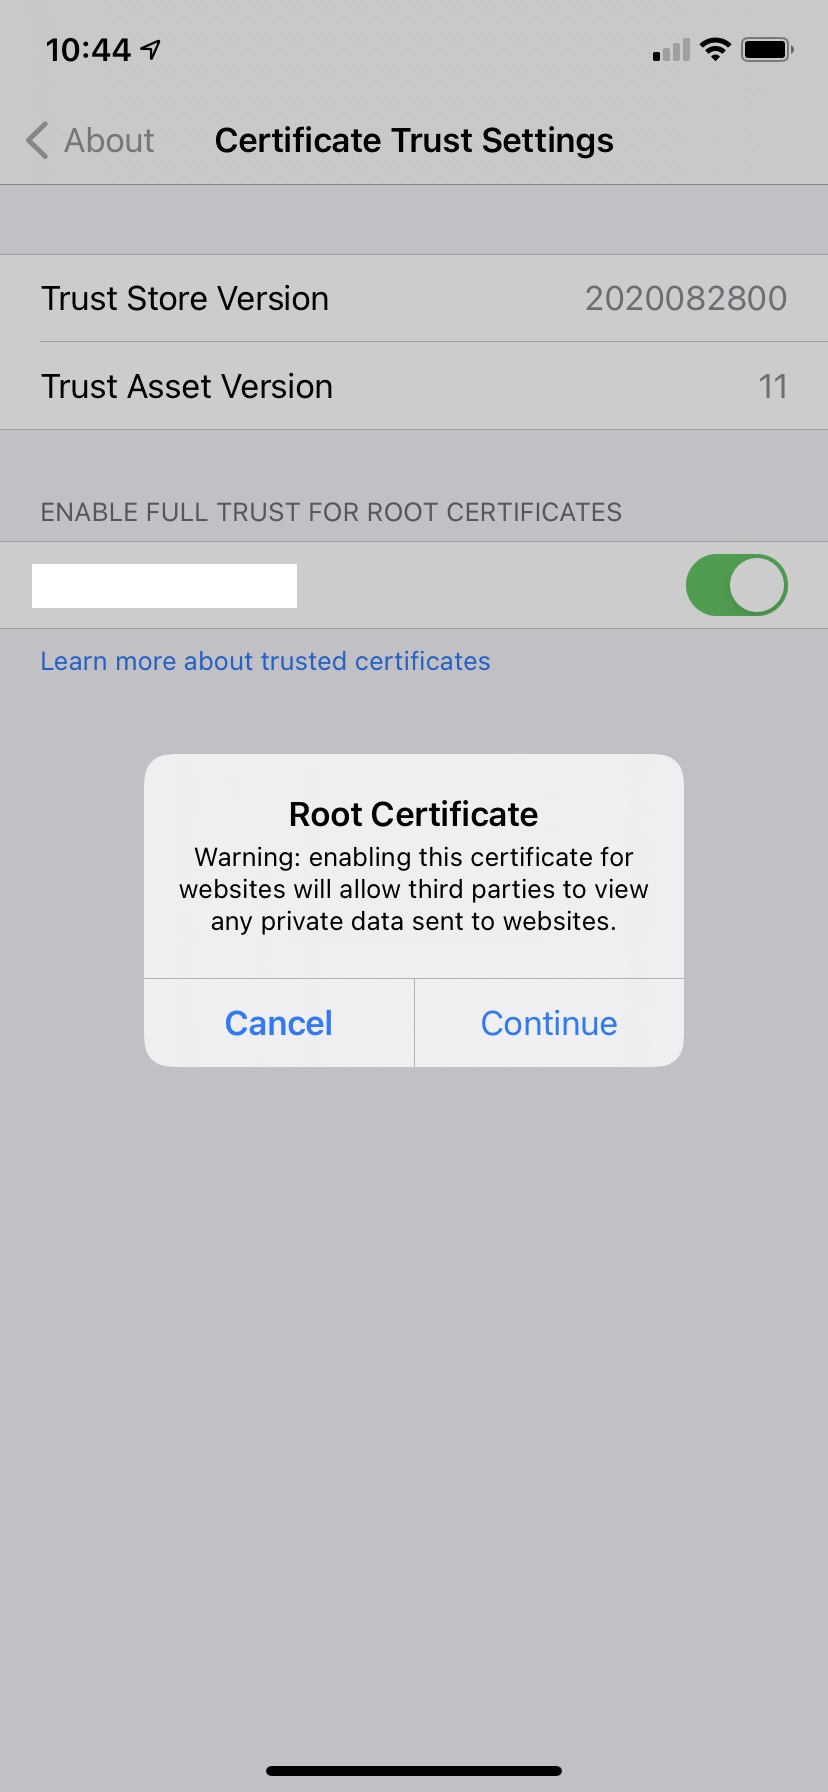 10:44
About Certificate Trust Settings
Trust Store Version 2020082800
Trust Asset Version 11
ENABLE FULL TRUST FOR ROOT CERTIFICATES
Learn more about trusted certificates
Root Certificate
Warning: enabling this certificate for
websites will allow third parties to view
any private data sent to websites.
Cancel Continue